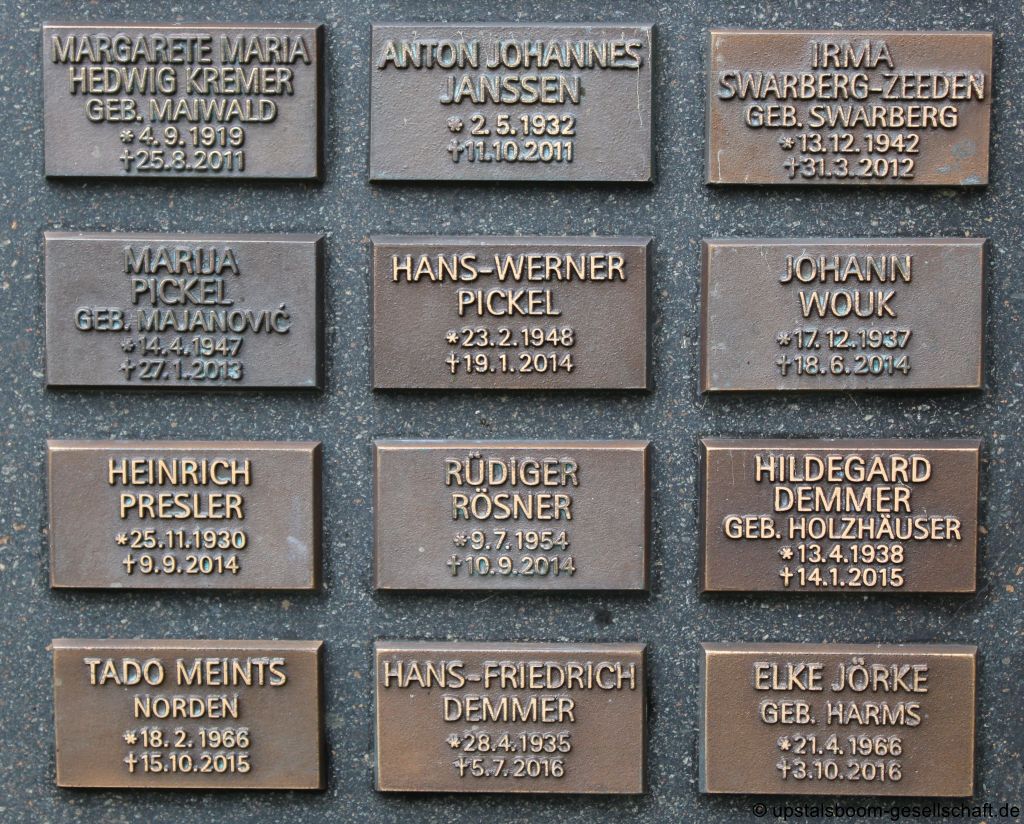 MARGARETE MARIA
HEDWIG KREMER
GEB. MAIWALD
* 4.9.1919
† 25.8.2011
ANTON JOHANNES
JANSSEN
* 2.5.1932
† 11.10.2011
IRMA
SWARBERG-ZEEDEN
GEB. SWARBERG
* 13.12.1942
† 31.3.2012
MARIJA
PICKEL
GEB. MAJANOVIĆ
* 14.4.1947
† 27.1.2013
HANS-WERNER
PICKEL
* 23.2.1948
† 19.1.2014
JOHANN
WOUK
* 17.12.1937
† 18.6.2014
HEINRICH
PRESLER
* 25.11.1930
† 9.9.2014
RÜDIGER
RÖSNER
* 9.7.1954
† 10.9.2014
HILDEGARD
DEMMER
GEB. HOLZHÄUSER
* 13.4.1938
† 14.1.2015
TADO MEINTS
NORDEN
* 18.2.1966
† 15.10.2015
HANS-FRIEDRICH
DEMMER
* 28.4.1935
† 5.7.2016
ELKE JÖRKE
GEB. HARMS
* 21.4.1966
† 3.10.2016
© upstalsboom-gesellschaft.de